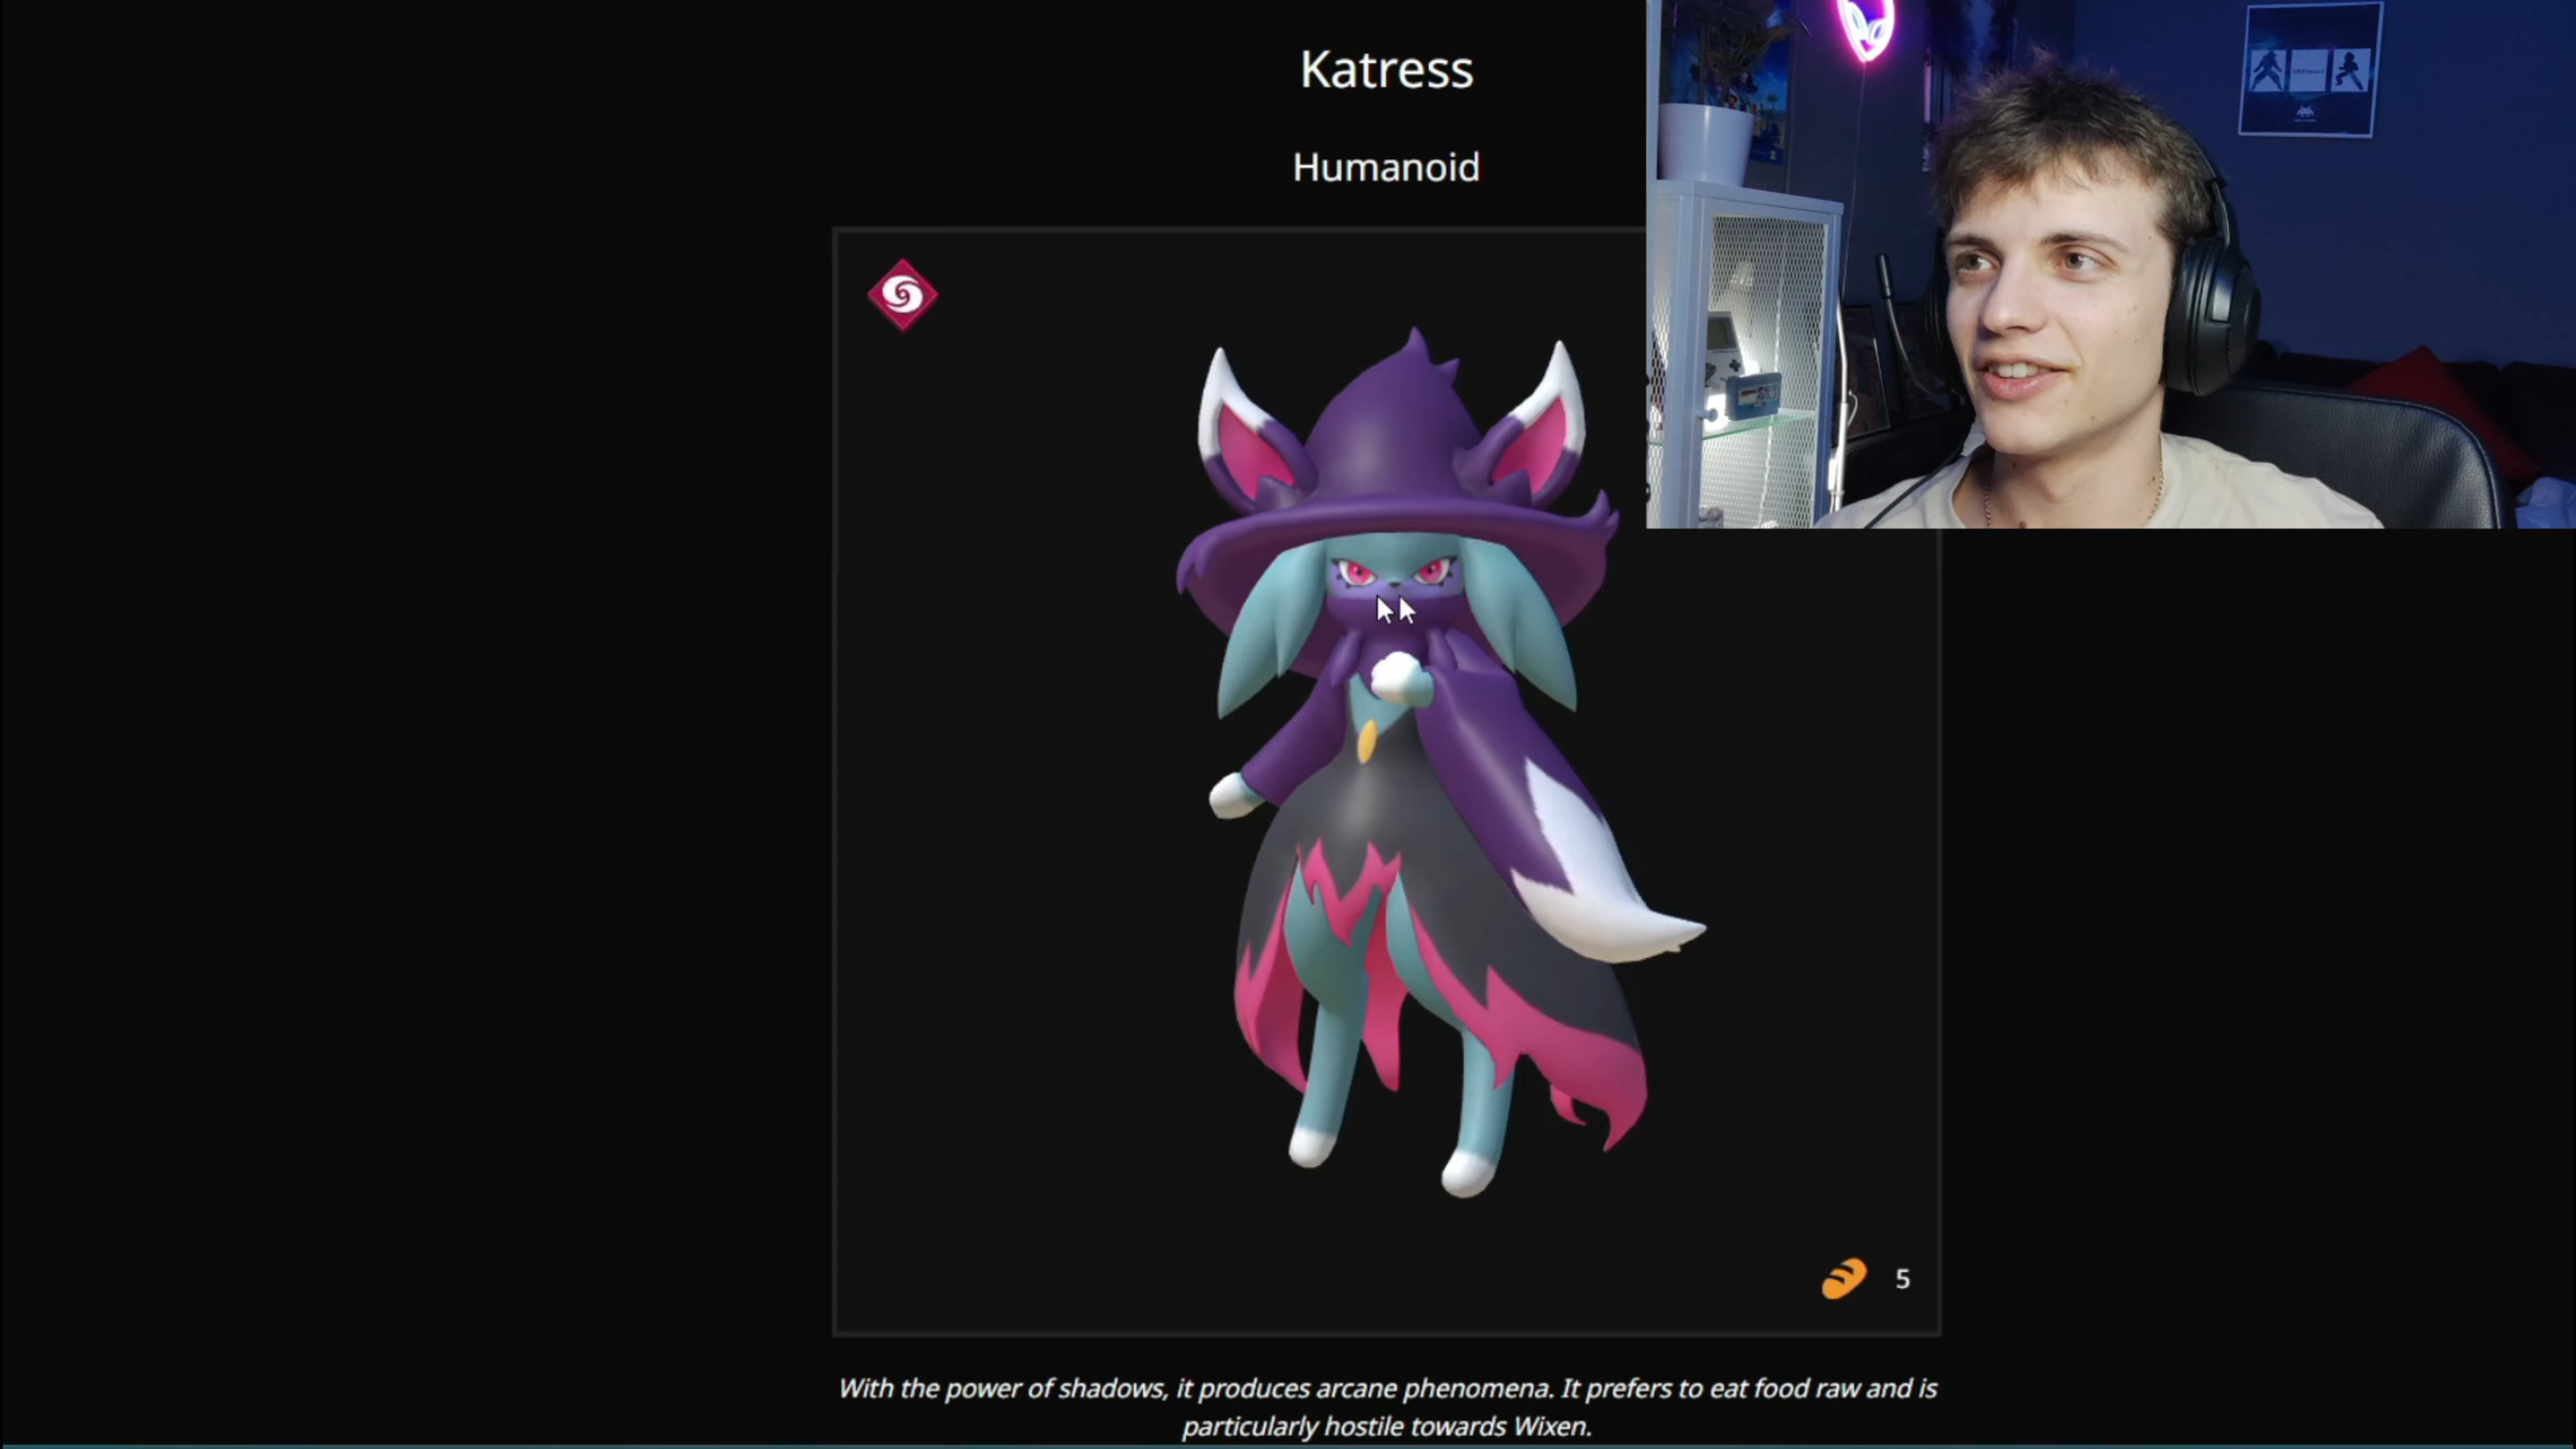 Katress
Humanoid
5
With the power of shadows, it produces arcane phenomena. It prefers to eat food raw and is
particularly hostile towards Wixen.